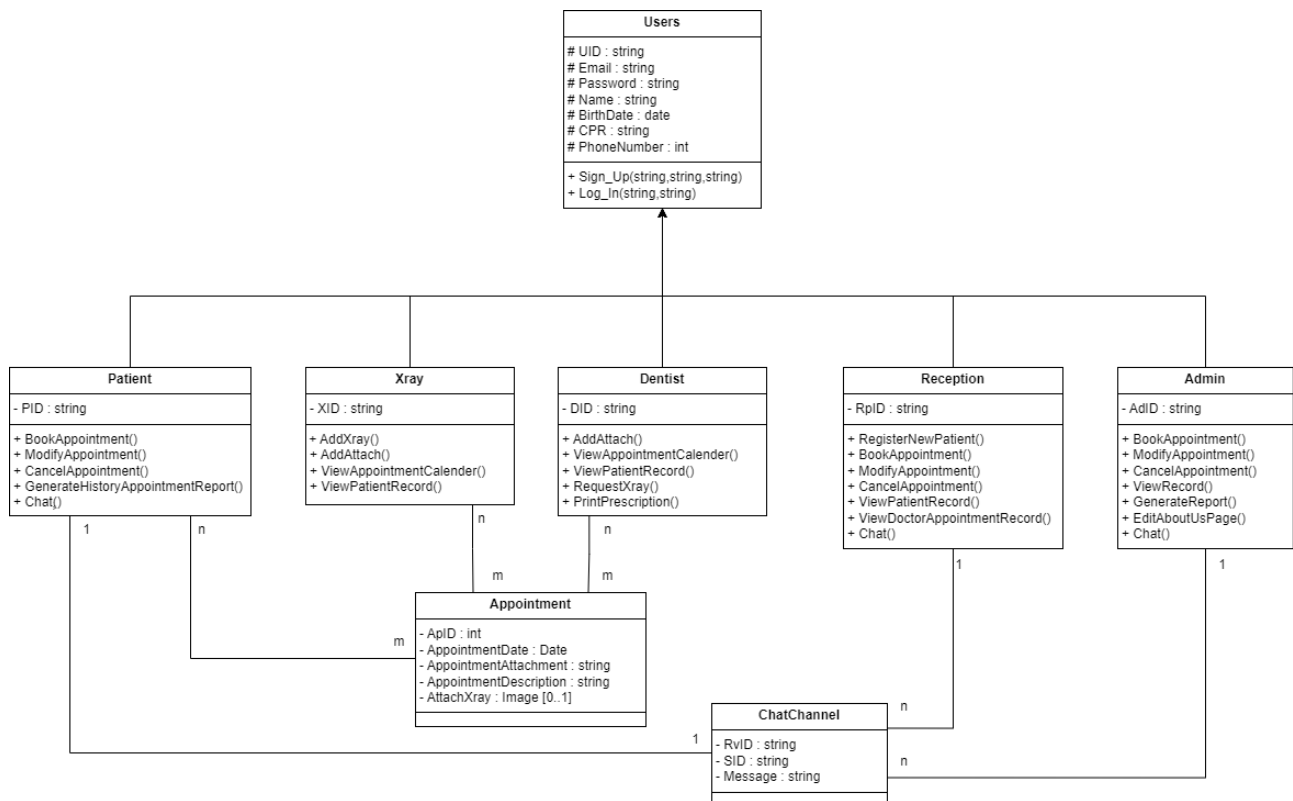 Users
# UID : string
# Email : string
# Password : string
# Name : string
# BirthDate : date
# CPR : string
# PhoneNumber : int
+ Sign_Up(string,string,string)
+ Log_In(string,string)
Patient
- PID : string
+ BookAppointment()
+ ModifyAppointment()
+ CancelAppointment()
+ GenerateHistoryAppointmentReport()
+ Chat()
Xray
- XID : string
+ AddXray()
+ AddAttach()
+ ViewAppointmentCalender()
+ ViewPatientRecord()
Dentist
- DID : string
+ AddAttach()
+ ViewAppointmentCalender()
+ ViewPatientRecord()
+ RequestXray()
+ PrintPrescription()
Reception
- RpID : string
+ RegisterNewPatient()
+ BookAppointment()
+ ModifyAppointment()
+ CancelAppointment()
+ ViewPatientRecord()
+ ViewDoctorAppointmentRecord()
+ Chat()
Admin
- AdID : string
+ BookAppointment()
+ ModifyAppointment()
+ CancelAppointment()
+ ViewRecord()
+ GenerateReport()
+ EditAboutUsPage()
+ Chat()
1
n
n
n
1
1
m
m
m
Appointment
- ApID : int
- AppointmentDate : Date
- AppointmentAttachment : string
- AppointmentDescription : string
- AttachXray : Image [0..1]
n
1
n
ChatChannel
- RvID : string
- SID : string
- Message : string